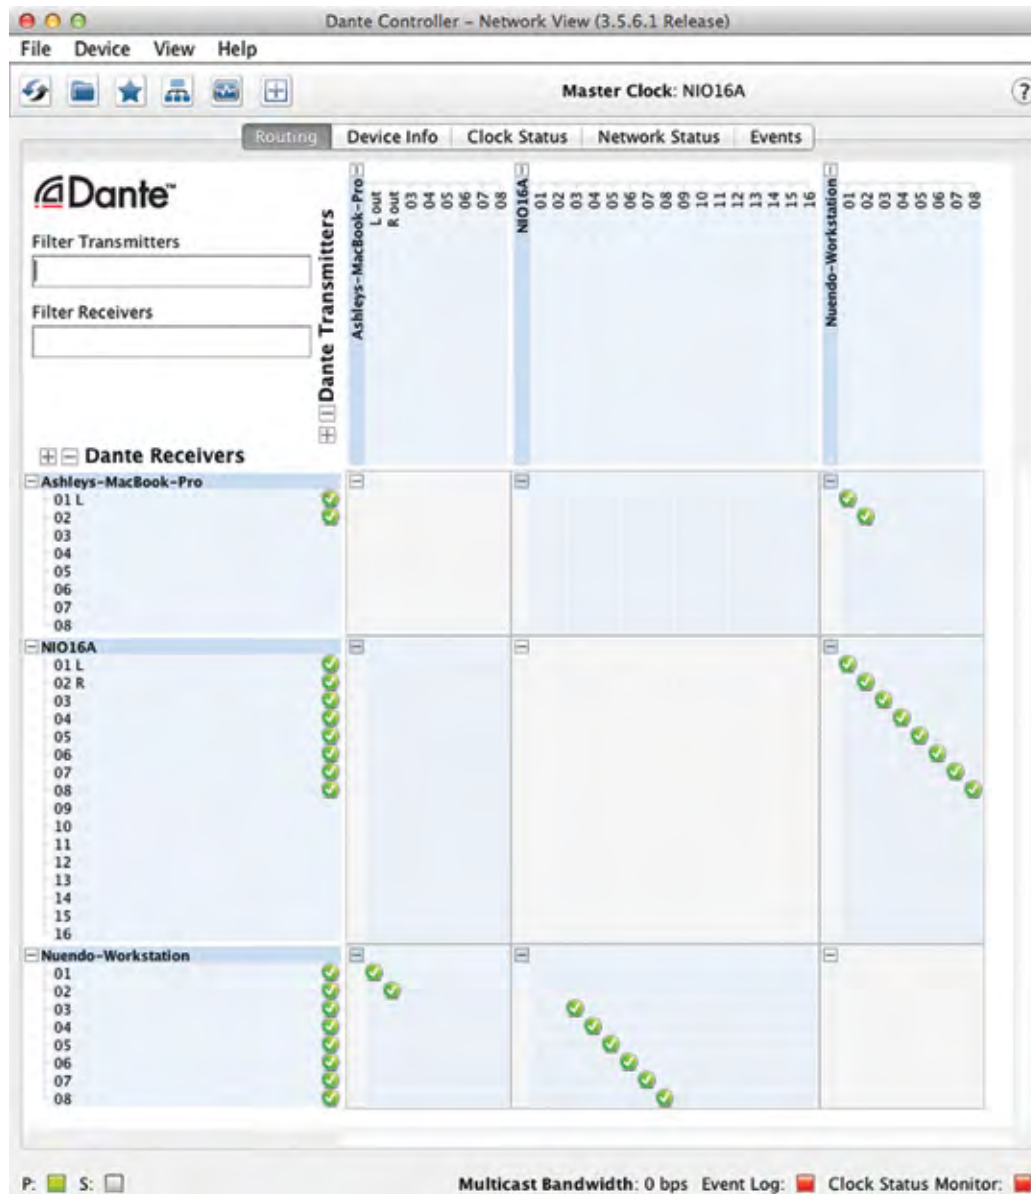 Dante Controller - Network View (3.5.6.1 Release)
File Device View Help
Master Clock: NIO16A
?
Routing Device Info Clock Status Network Status Events
Dante™
Filter Transmitters
Filter Receivers
Dante Transmitters
Ashleys-MacBook-Pro
L out
R out
03
04
05
06
07
08
NIO16A
01
02
03
04
05
06
07
08
09
10
11
12
13
14
15
16
Nuendo-Workstation
01
02
03
04
05
06
07
08
Dante Receivers
Ashleys-MacBook-Pro
01 L
02
03
04
05
06
07
08
NIO16A
01 L
02 R
03
04
05
06
07
08
09
10
11
12
13
14
15
16
Nuendo-Workstation
01
02
03
04
05
06
07
08
P: S: Multicast Bandwidth: 0 bps Event Log: Clock Status Monitor: